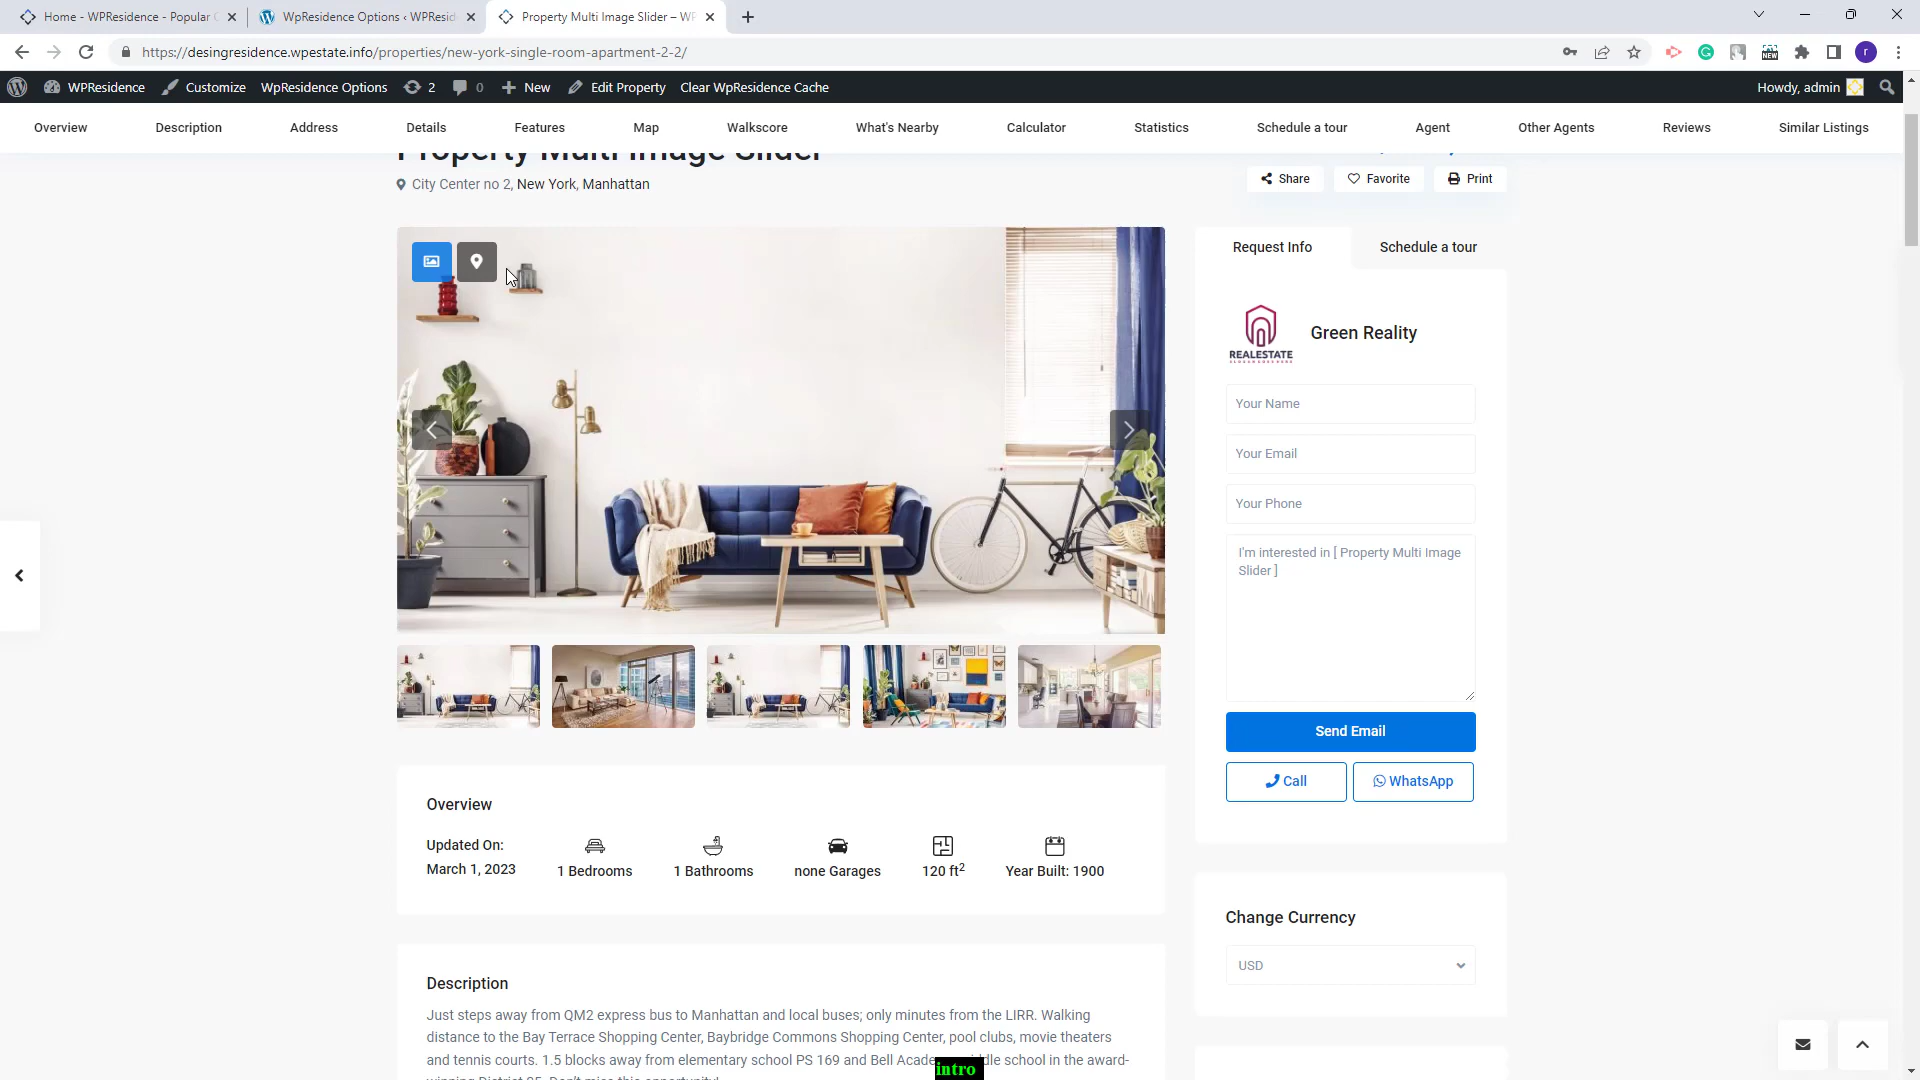 Home - WPResidence - Popular
WpResidence Options ‹ WPResid
Property Multi Image Slider – WP
https://desingresidence.wpestate.info/properties/new-york-single-room-apartment-2-2/
r
WPResidence
Customize
WpResidence Options
2
0
New
Edit Property
Clear WpResidence Cache
Howdy, admin
Overview
Description
Address
Details
Features
Map
Walkscore
What's Nearby
Calculator
Statistics
Schedule a tour
Agent
Other Agents
Reviews
Similar Listings
Property Multi Image Slider
City Center no 2, New York, Manhattan
Share
Favorite
Print
Request Info
Schedule a tour
REALESTATE
Green Reality
Your Name
Your Email
Your Phone
I'm interested in [ Property Multi Image
Slider ]
Send Email
Call
WhatsApp
Overview
Updated On:
March 1, 2023
1 Bedrooms
1 Bathrooms
none Garages
120 ft2
Year Built: 1900
Change Currency
USD
Description
Just steps away from QM2 express bus to Manhattan and local buses; only minutes from the LIRR. Walking
distance to the Bay Terrace Shopping Center, Baybridge Commons Shopping Center, pool clubs, movie theaters
and tennis courts. 1.5 blocks away from elementary school PS 169 and Bell school in the award-
intro